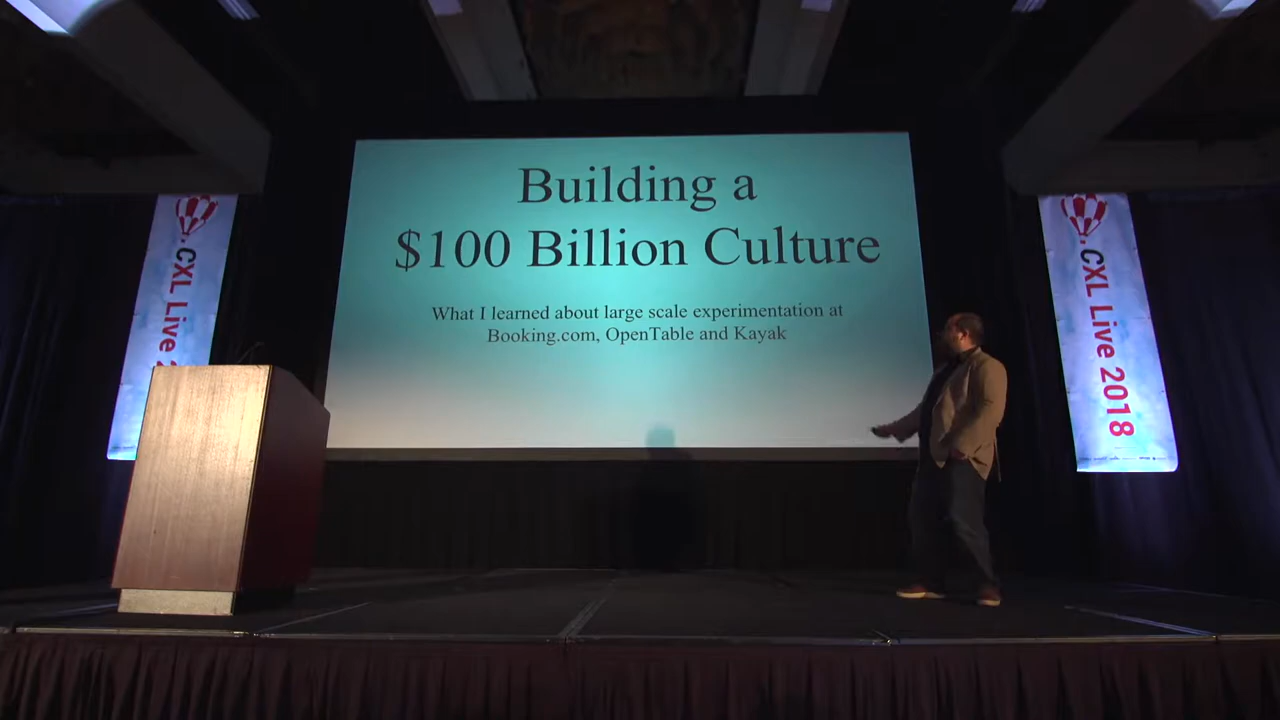 Building a
$100 Billion Culture
What I learned about large scale experimentation at
Booking.com, OpenTable and Kayak
CXL Live 2
CXL Live 2018